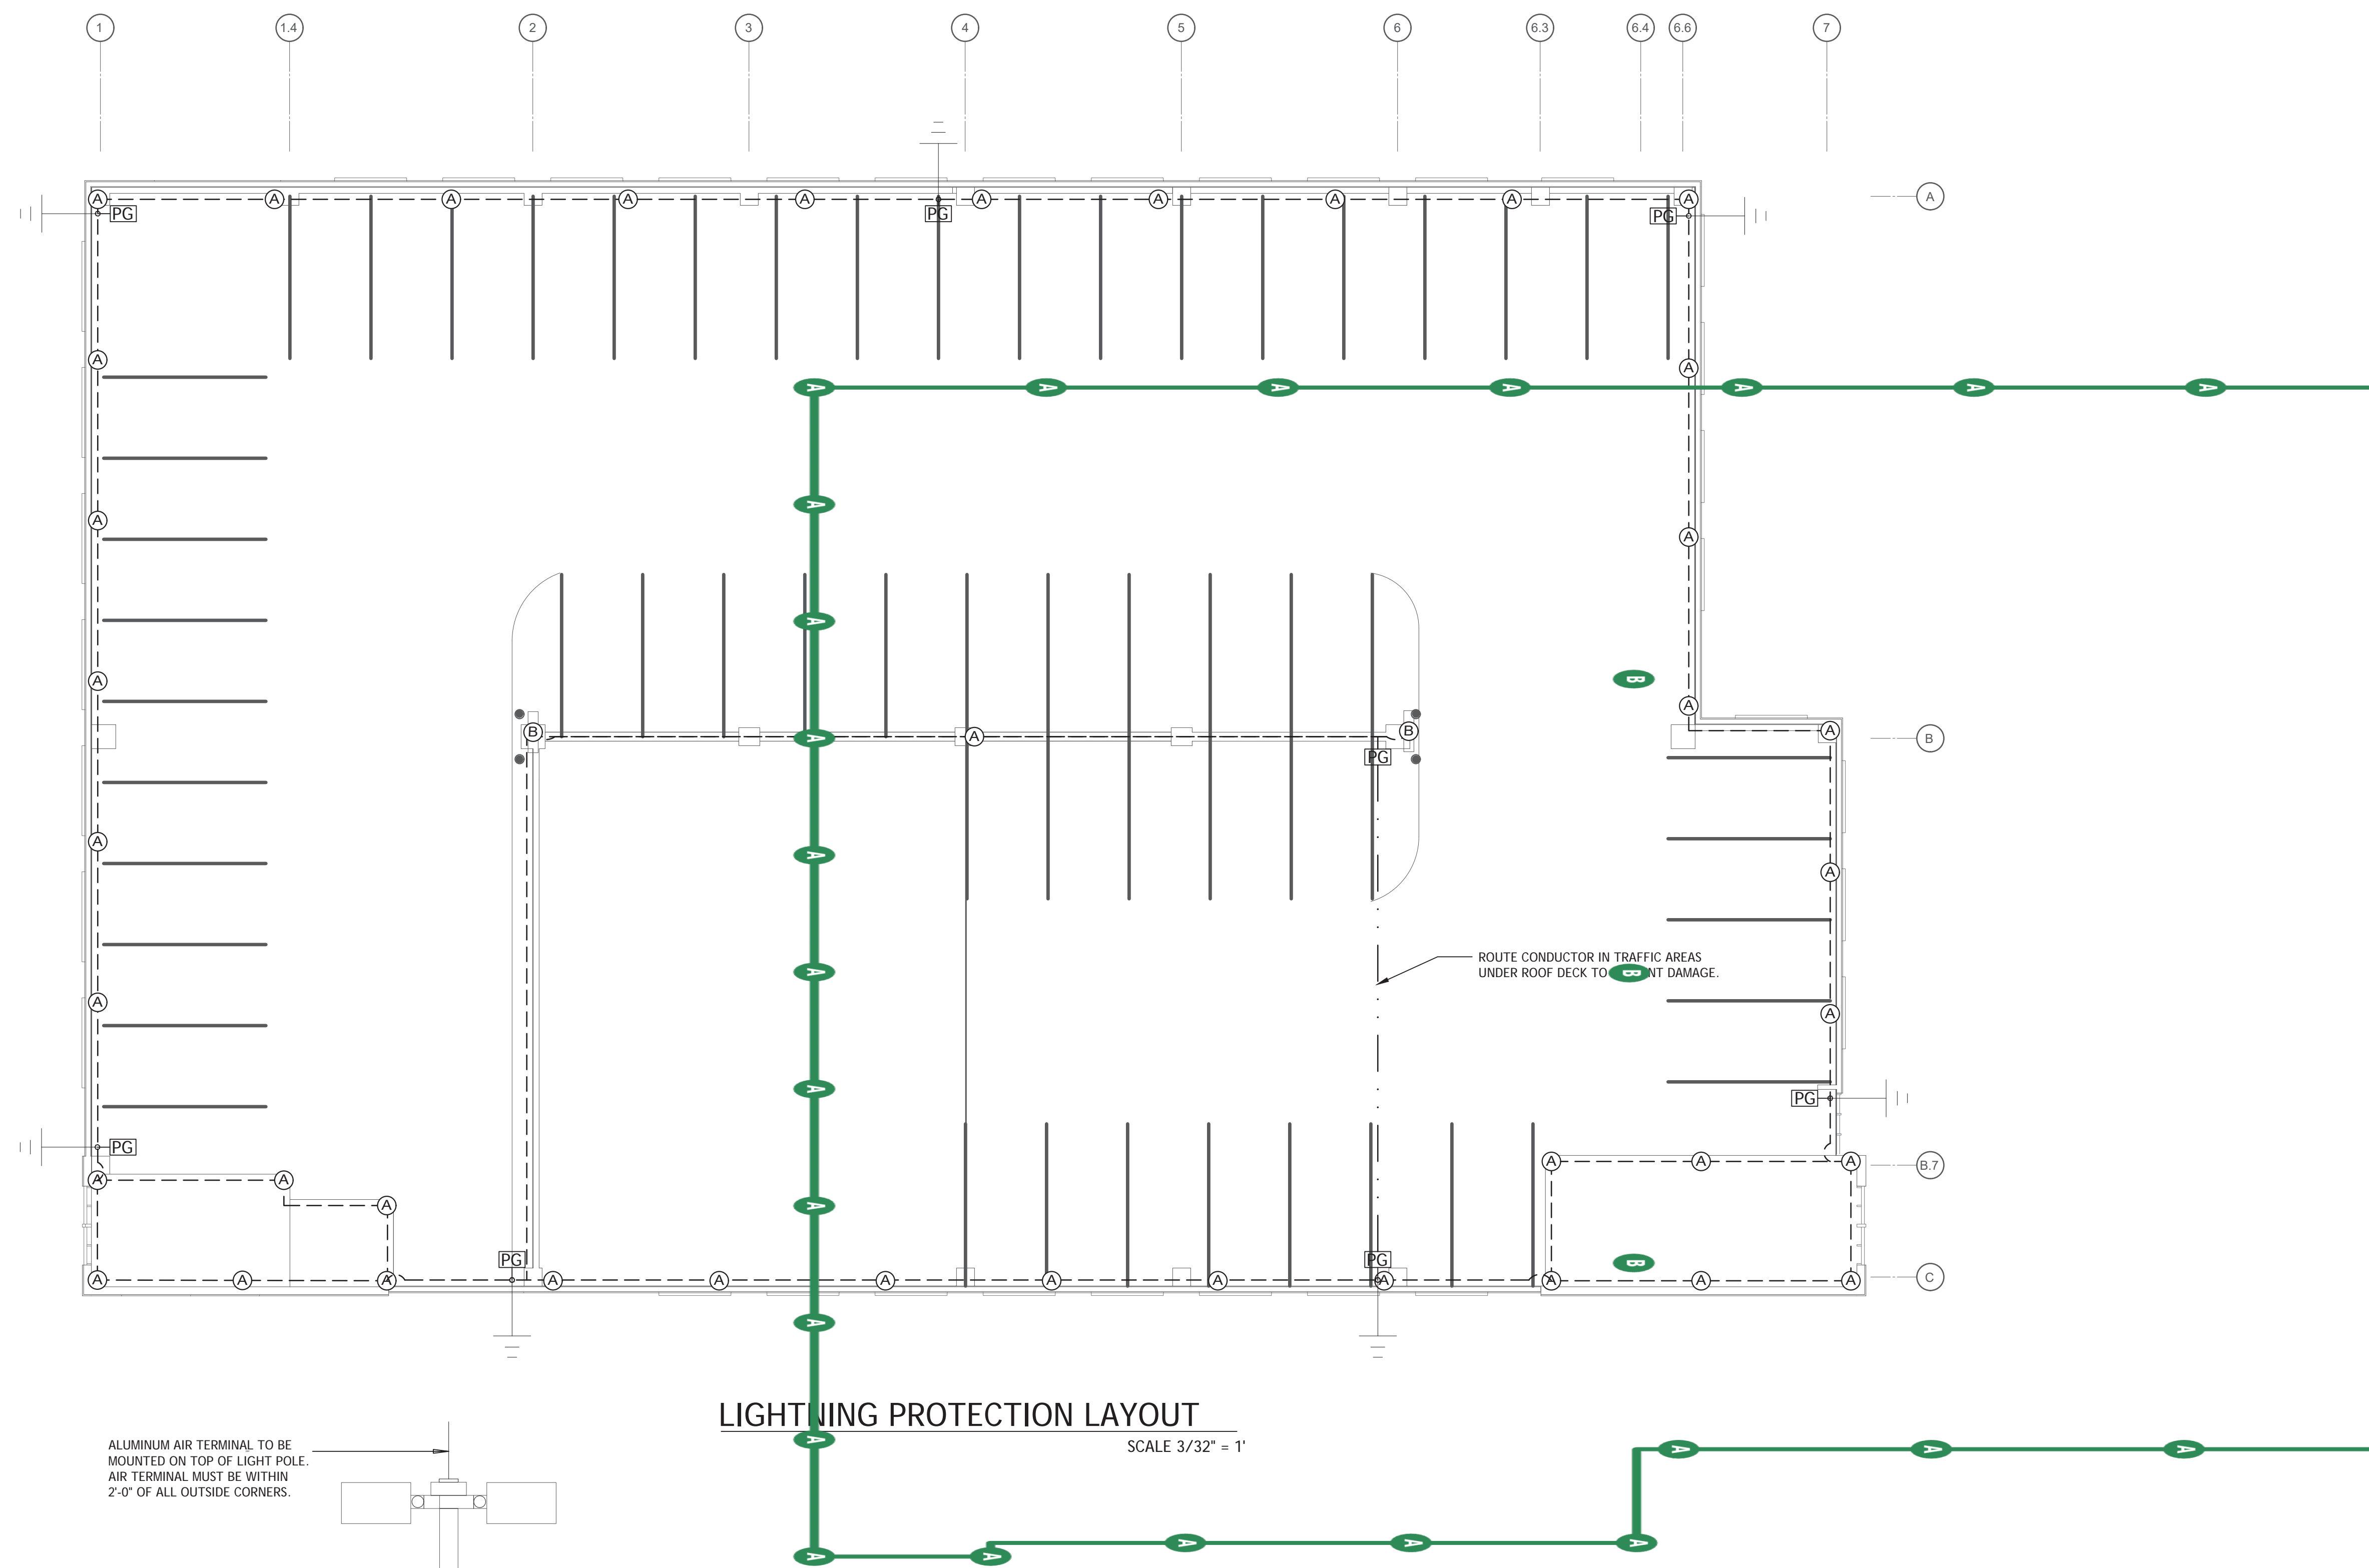 1 1.4 2 3 4 5 6 6.3 6.4 6.6 7
A
A A A A A A A A A A
PG PG PG
A A
A A A A A A A
A
A A
A
A
B
A A
B A B A
A
PG
A
A A
A
ROUTE CONDUCTOR IN TRAFFIC AREAS
UNDER ROOF DECK TO NT DAMAGE.
A B
A A
A
PG
PG
A A A B.7
A A
A A
PG PG
B
A A A A A A A A A A A A C
A
LIGHTNING PROTECTION LAYOUT
SCALE 3/32" = 1'
A A A A
ALUMINUM AIR TERMINAL TO BE
MOUNTED ON TOP OF LIGHT POLE.
AIR TERMINAL MUST BE WITHIN
2'-0" OF ALL OUTSIDE CORNERS.
A A A
A A